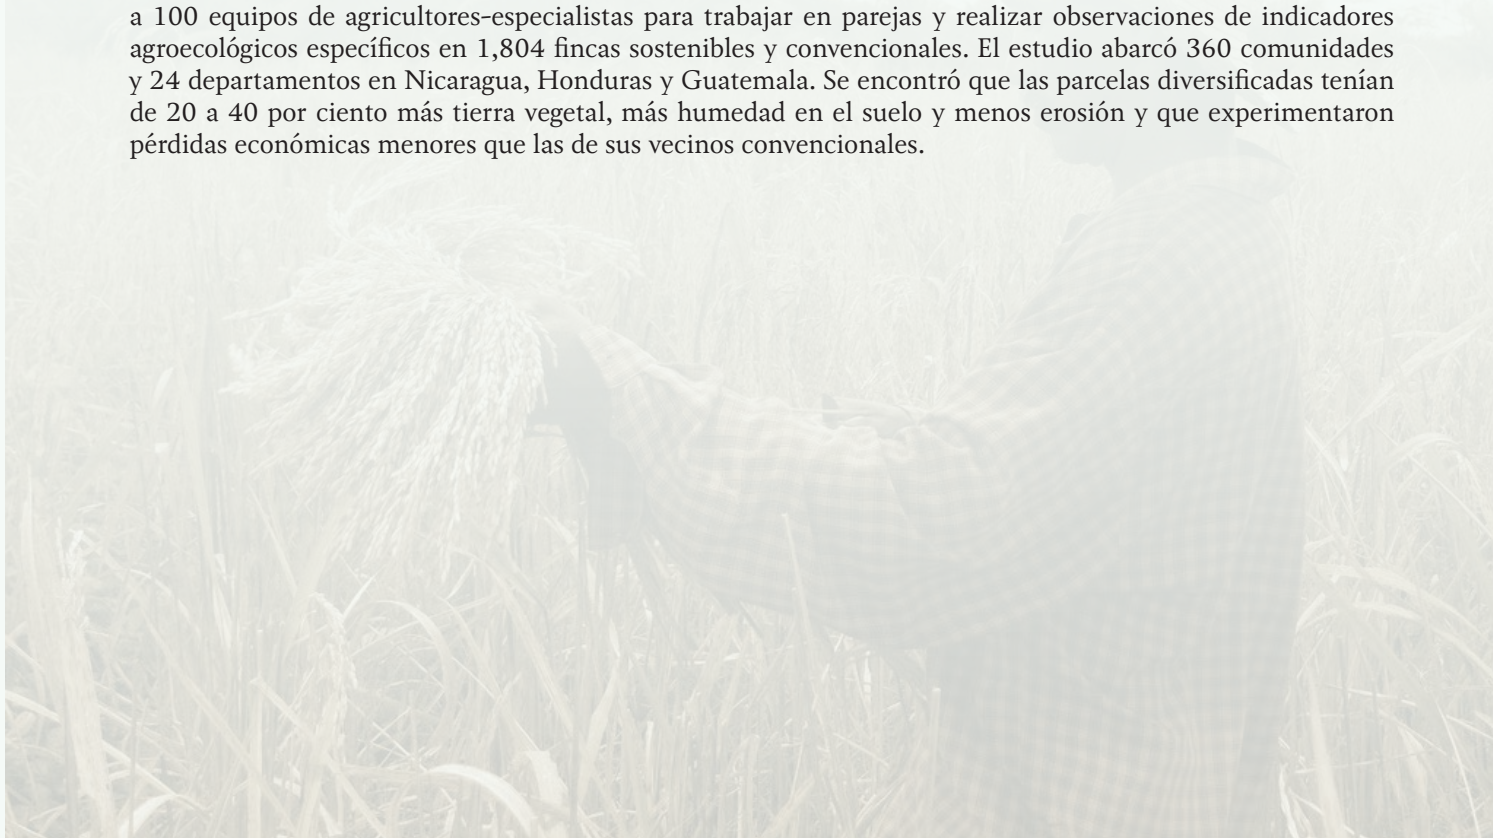 a 100 equipos de agricultores-especialistas para trabajar en parejas y realizar observaciones de indicadores
agroecológicos específicos en 1,804 fincas sostenibles y convencionales. El estudio abarcó 360 comunidades
y 24 departamentos en Nicaragua, Honduras y Guatemala. Se encontró que las parcelas diversificadas tenían
de 20 a 40 por ciento más tierra vegetal, más humedad en el suelo y menos erosión y que experimentaron
pérdidas económicas menores que las de sus vecinos convencionales.